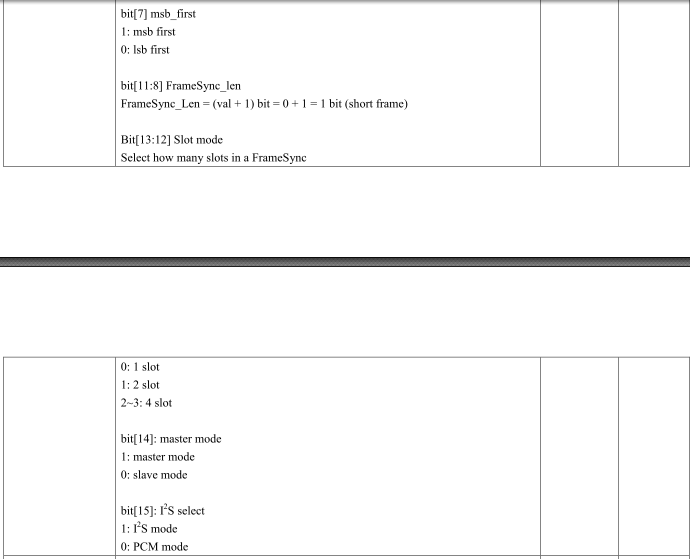 bit[7] msb_first
1: msb first
0: lsb first
bit[11:8] FrameSync_len
FrameSync_Len = (val + 1) bit = 0 + 1 = 1 bit (short frame)
Bit[13:12] Slot mode
Select how many slots in a FrameSync
0: 1 slot
1: 2 slot
2~3: 4 slot
bit[14]: master mode
1: master mode
0: slave mode
bit[15]: I²S select
1: I²S mode
0: PCM mode